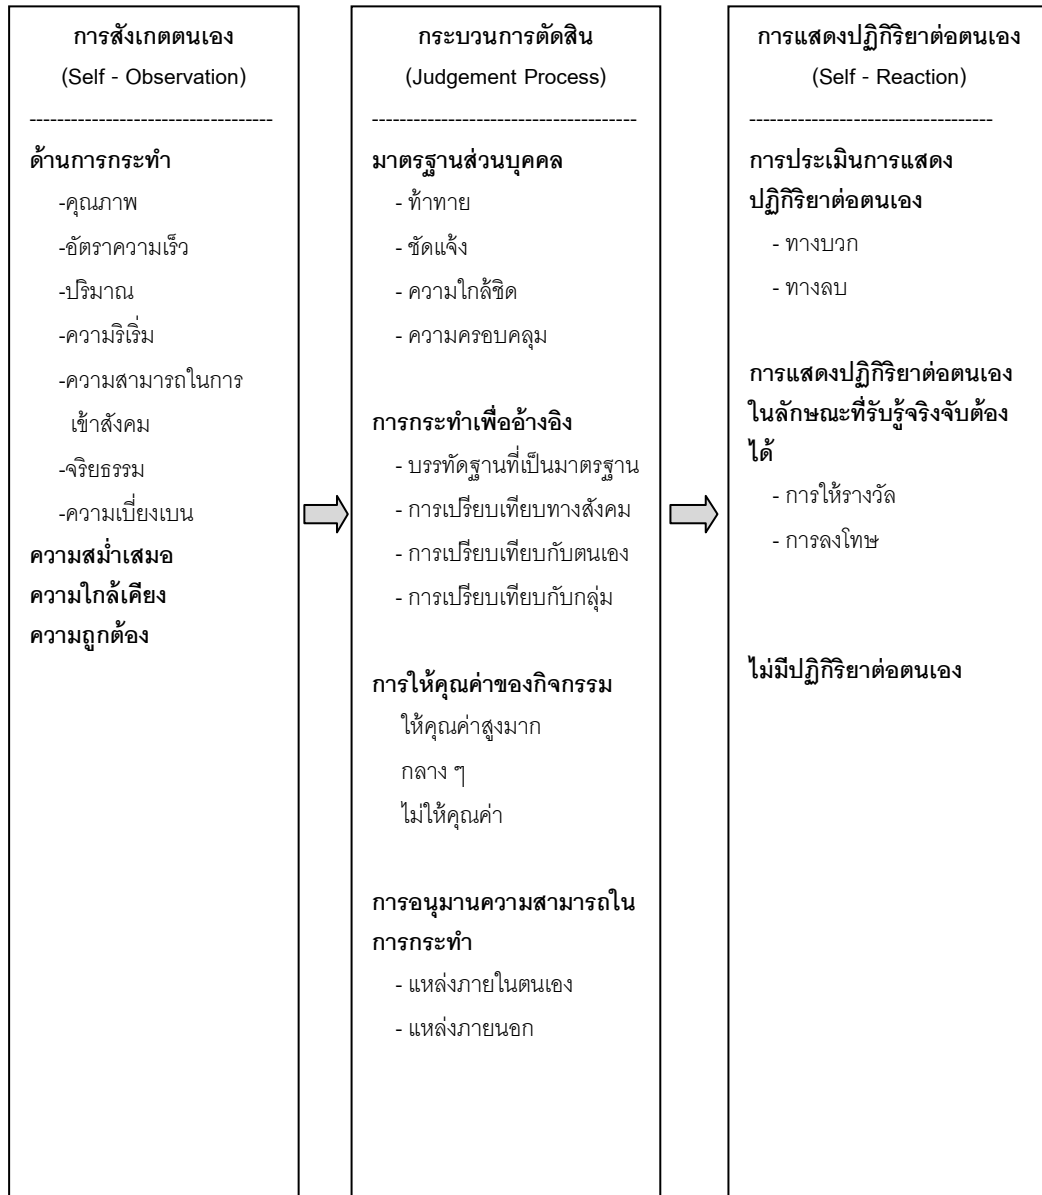 การสังเกตตนเอง
(Self - Observation)
-----------------------------------
ด้านการกระทำ
-คุณภาพ
-อัตราความเร็ว
-ปริมาณ
-ความริเริ่ม
-ความสามารถในการ
เข้าสังคม
-จริยธรรม
-ความเบี่ยงเบน
ความสม่ำเสมอ
ความใกล้เคียง
ความถูกต้อง
กระบวนการตัดสิน
(Judgement Process)
--------------------------------------
มาตรฐานส่วนบุคคล
- ท้าทาย
- ชัดแจ้ง
- ความใกล้ชิด
- ความครอบคลุม
การกระทำเพื่ออ้างอิง
- บรรทัดฐานที่เป็นมาตรฐาน
- การเปรียบเทียบทางสังคม
- การเปรียบเทียบกับตนเอง
- การเปรียบเทียบกับกลุ่ม
การให้คุณค่าของกิจกรรม
ให้คุณค่าสูงมาก
กลาง ๆ
ไม่ให้คุณค่า
การอนุมานความสามารถใน
การกระทำ
- แหล่งภายในตนเอง
- แหล่งภายนอก
การแสดงปฏิกิริยาต่อตนเอง
(Self - Reaction)
-----------------------------------
การประเมินการแสดง
ปฏิกิริยาต่อตนเอง
- ทางบวก
- ทางลบ
การแสดงปฏิกิริยาต่อตนเอง
ในลักษณะที่รับรู้จริงจับต้อง
ได้
- การให้รางวัล
- การลงโทษ
ไม่มีปฏิกิริยาต่อตนเอง